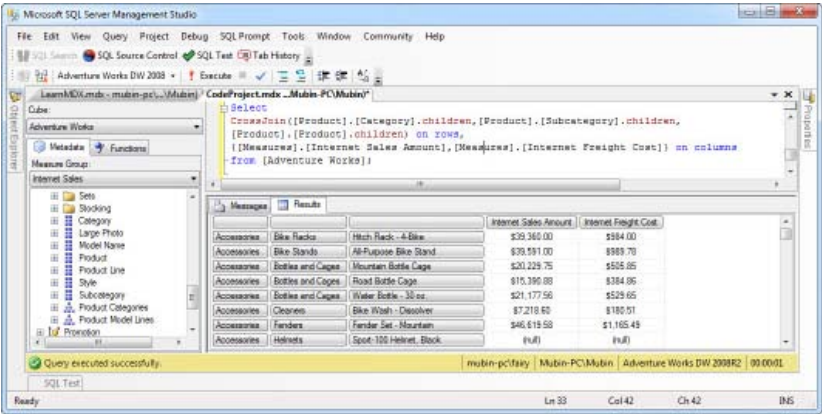 Microsoft SQL Server Management Studio
File Edit View Query Project Debug SQL Prompt Tools Window Community Help
SQL Search SQL Source Control SQL Test Tab History
Adventure Works DW 2008 Execute
LearnMDX.mdx - mubin-pc\...\Mubin) CodeProject.mdx ...Mubin-PC\Mubin)*
Object Explorer
Properties
Cube:
Adventure Works
Metadata Functions
Measure Group:
Internet Sales
Sets
Stocking
Category
Large Photo
Model Name
Product
Product Line
Style
Subcategory
Product Categories
Product Model Lines
Promotion
Select
CrossJoin([Product].[Category].children,[Product].[Subcategory].children,
[Product].[Product].children) on rows,
{[Measures].[Internet Sales Amount],[Measures].[Internet Freight Cost]} on columns
from [Adventure Works];
Messages Results
Internet Sales Amount Internet Freight Cost
Accessories Bike Racks Hitch Rack - 4-Bike $39,360.00 $984.00
Accessories Bike Stands All-Purpose Bike Stand $39,591.00 $989.78
Accessories Bottles and Cages Mountain Bottle Cage $20,229.75 $505.85
Accessories Bottles and Cages Road Bottle Cage $15,390.88 $384.86
Accessories Bottles and Cages Water Bottle - 30 oz. $21,177.56 $529.65
Accessories Cleaners Bike Wash - Dissolver $7,218.60 $180.51
Accessories Fenders Fender Set - Mountain $46,619.58 $1,165.49
Accessories Helmets Sport-100 Helmet, Black (null) (null)
Query executed successfully. mubin-pc\fairy Mubin-PC\Mubin Adventure Works DW 2008R2 00:00:01
SQL Test
Ready Ln 33 Col 42 Ch 42 INS